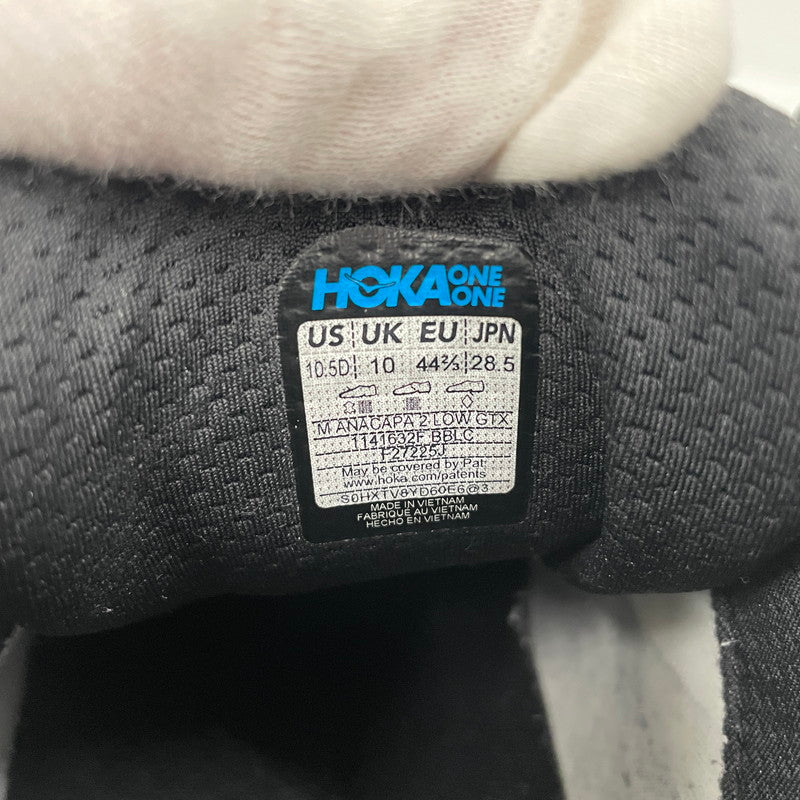 HOKA ONE ONE
US UK EU JPN
10.5D 10 44⅔ 28.5
M ANACAPA 2 LOW GTX
1141632F BBLC
F27225J
May be covered by Pat.
www.hoka.com/patents
S0HXTV8YD60E6@3
MADE IN VIETNAM
FABRIQUE AU VIETNAM
HECHO EN VIETNAM